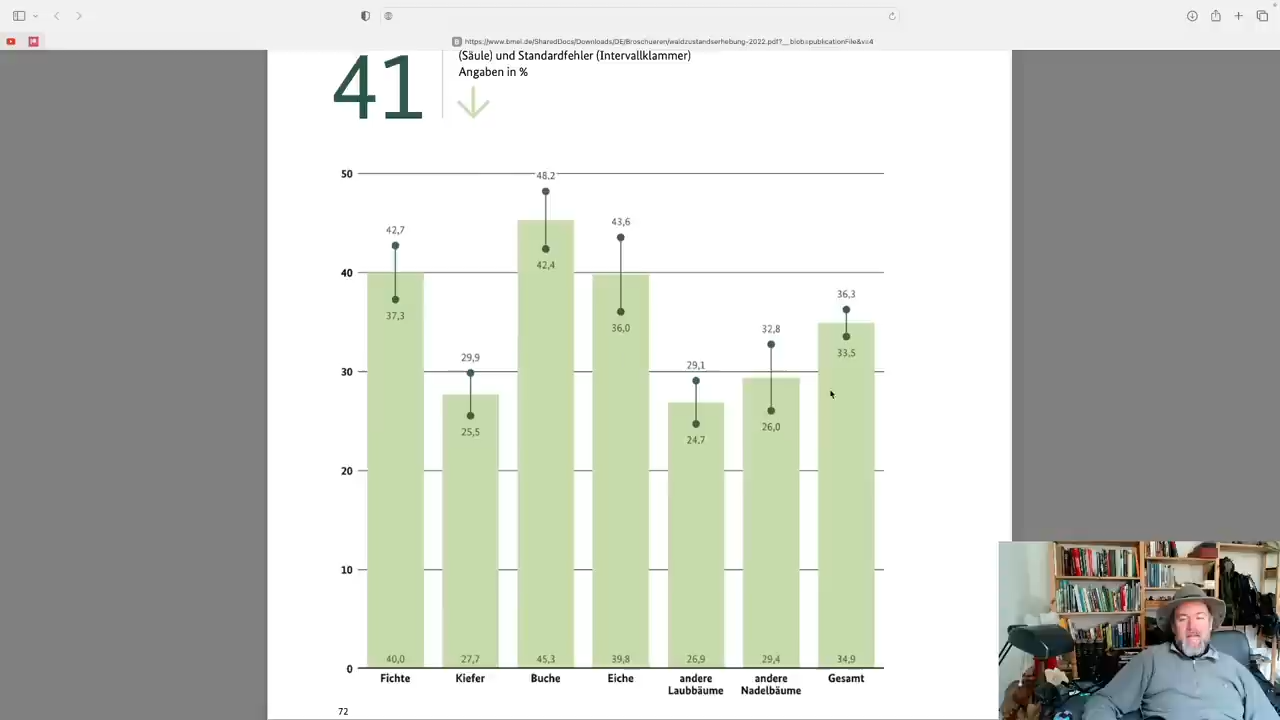 https://www.bmel.de/SharedDocs/Downloads/DE/Broschueren/waldzustandserhebung-2022.pdf?__blob=publicationFile&v=4
41
(Säule) und Standardfehler (Intervallklammer)
Angaben in %
50
48,2
43,6
42,7
42,4
40
36,3
37,3
36,0
32,8
33,5
29,9
29,1
30
25,5
24,7
26,0
20
10
0
40,0
27,7
45,3
39,8
26,9
29,4
34,9
Fichte
Kiefer
Buche
Eiche
andere
Laubbäume
andere
Nadelbäume
Gesamt
72